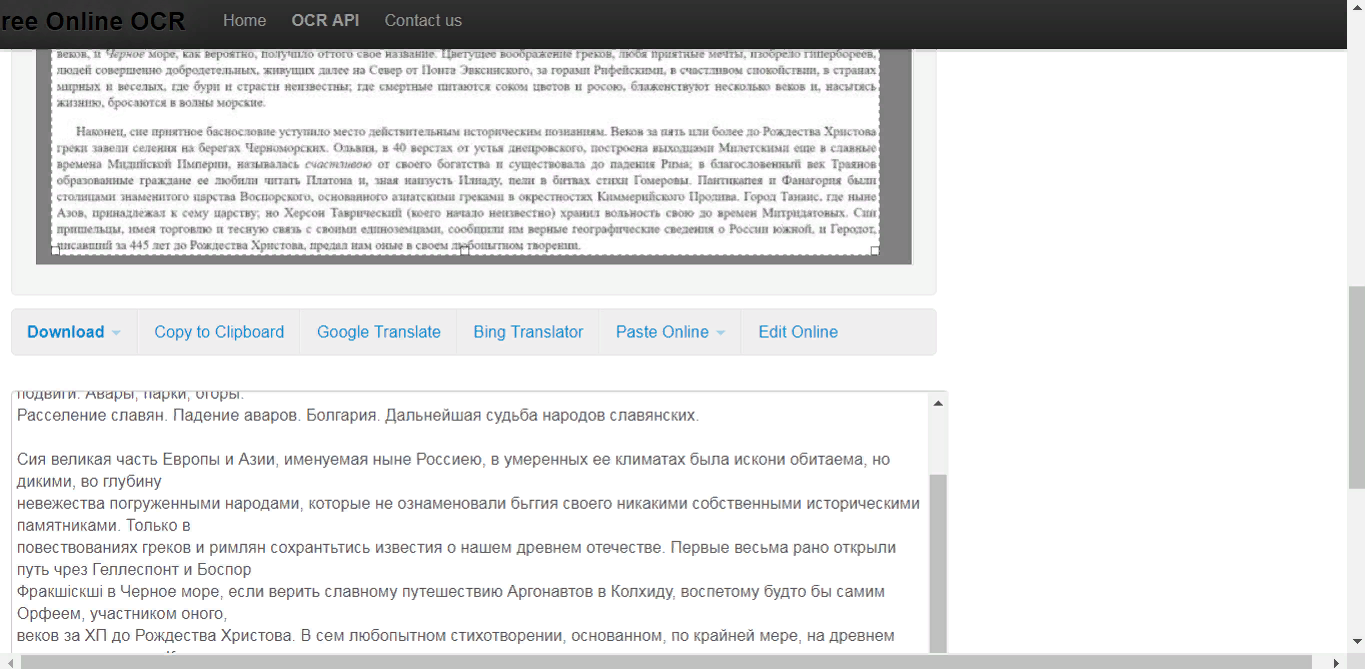 ree Online OCR Home OCR API Contact us
веков, и Черное море, как вероятно, получило оттого свое название. Цветущее воображение греков, любя приятные мечты, изобрело гипербореев,
людей совершенно добродетельных, живущих далее на Север от Понта Эвксинского, за горами Рифейскими, в счастливом спокойствии, в странах
мирных и веселых, где бури и страсти неизвестны; где смертные питаются соком цветов и росою, блаженствуют несколько веков и, насытясь
жизнию, бросаются в волны морские.
Наконец, сие приятное баснословие уступило место действительным историческим познаниям. Веков за пять или более до Рождества Христова
греки завели селения на берегах Черноморских. Ольвия, в 40 верстах от устья днепровского, построена выходцами Милетскими еще в славные
времена Мидийской Империи, называлась счастливою от своего богатства и существовала до падения Рима; в благословенный век Траянов
образованные граждане ее любили читать Платона и, зная наизусть Илиаду, пели в битвах стихи Гомеровы. Пантикапея и Фанагория были
столицами знаменитого царства Воспорского, основанного азиатскими греками в окрестностях Киммерийского Пролива. Город Танаис, где ныне
Азов, принадлежал к сему царству; но Херсон Таврический (коего начало неизвестно) хранил вольность свою до времен Митридатовых. Сии
пришельцы, имея торговлю и тесную связь с своими единоземцами, сообщили им верные географические сведения о России южной, и Геродот,
писавший за 445 лет до Рождества Христова, предал нам оные в своем любопытном творении.
Download Copy to Clipboard Google Translate Bing Translator Paste Online Edit Online
подвиги. Авары, парки, огоры.
Расселение славян. Падение аваров. Болгария. Дальнейшая судьба народов славянских.
Сия великая часть Европы и Азии, именуемая ныне Россиею, в умеренных ее климатах была искони обитаема, но
дикими, во глубину
невежества погруженными народами, которые не ознаменовали бьггия своего никакими собственными историческими
памятниками. Только в
повествованиях греков и римлян сохрантьтись известия о нашем древнем отечестве. Первые весьма рано открыли
путь чрез Геллеспонт и Боспор
Фракшіскші в Черное море, если верить славному путешествию Аргонавтов в Колхиду, воспетому будто бы самим
Орфеем, участником оного,
веков за ХП до Рождества Христова. В сем любопытном стихотворении, основанном, по крайней мере, на древнем